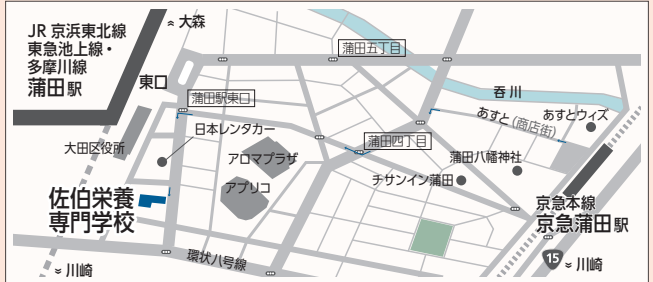 JR 京浜東北線
東急池上線・
多摩川線
蒲田駅
大森
東口
蒲田五丁目
蒲田駅東口
呑川
あすと(商店街)
あすとウィズ
日本レンタカー
蒲田四丁目
大田区役所
アロマプラザ
蒲田八幡神社
アプリコ
チサンイン蒲田
佐伯栄養
専門学校
京急本線
京急蒲田駅
環状八号線
川崎
15
川崎